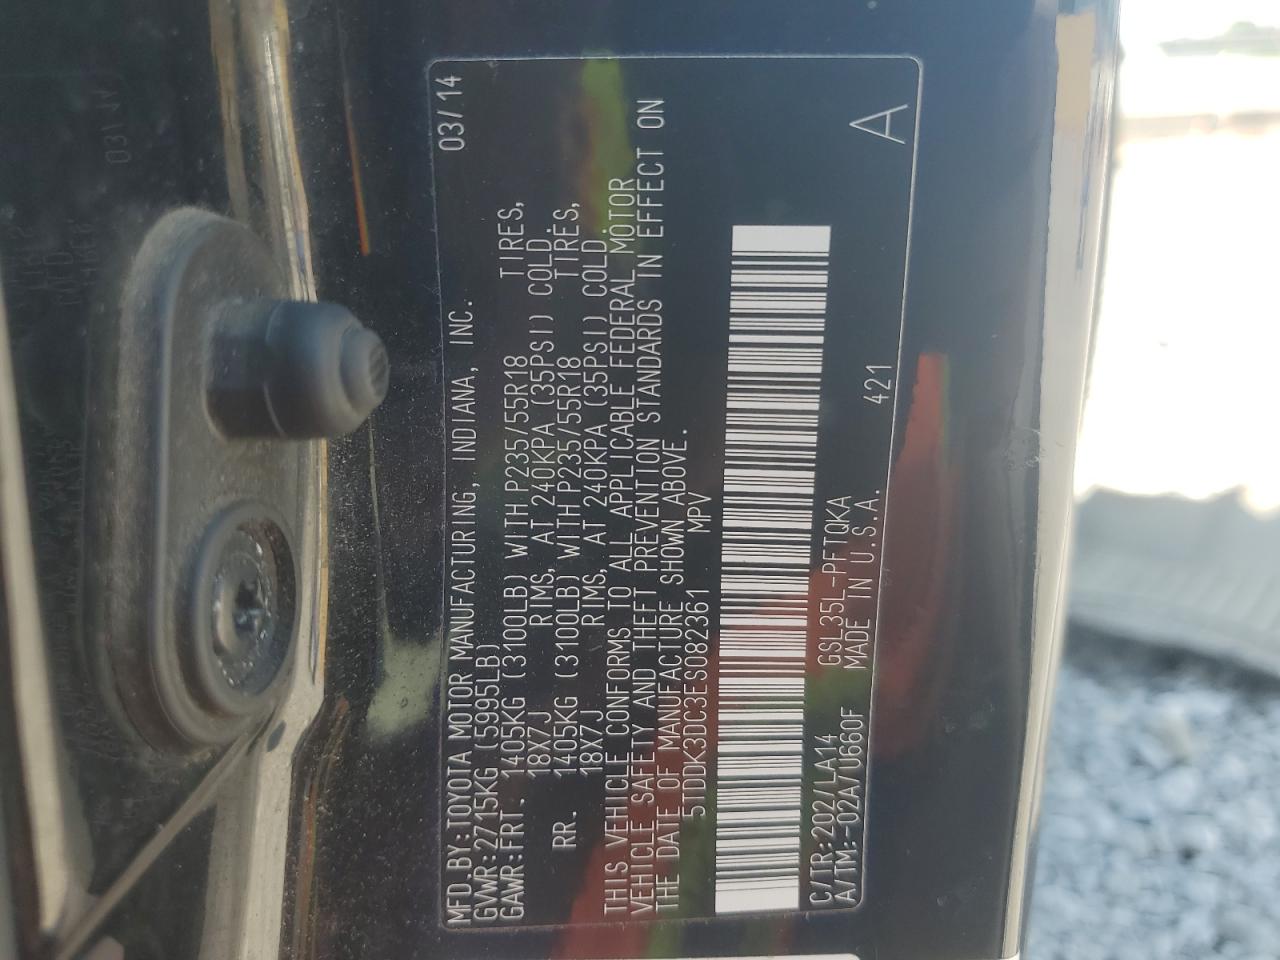 MFD.BY:TOYOTA MOTOR MANUFACTURING, INDIANA, INC. 03/14
GVWR:2715KG (5995LB)
GAWR:FRT. 1405KG (3100LB) WITH P235/55R18 TIRES,
18X7J RIMS, AT 240KPA (35PSI) COLD.
RR. 1405KG (3100LB) WITH P235/55R18 TIRES,
18X7J RIMS, AT 240KPA (35PSI) COLD.
THIS VEHICLE CONFORMS TO ALL APPLICABLE FEDERAL MOTOR
VEHICLE SAFETY AND THEFT PREVENTION STANDARDS IN EFFECT ON
THE DATE OF MANUFACTURE SHOWN ABOVE.
5TDDK3DC3ES082361 MPV
C/TR:202/LA14 GSL35L-PFTQKA 421 A
A/TM:-02A/U660F MADE IN U.S.A.